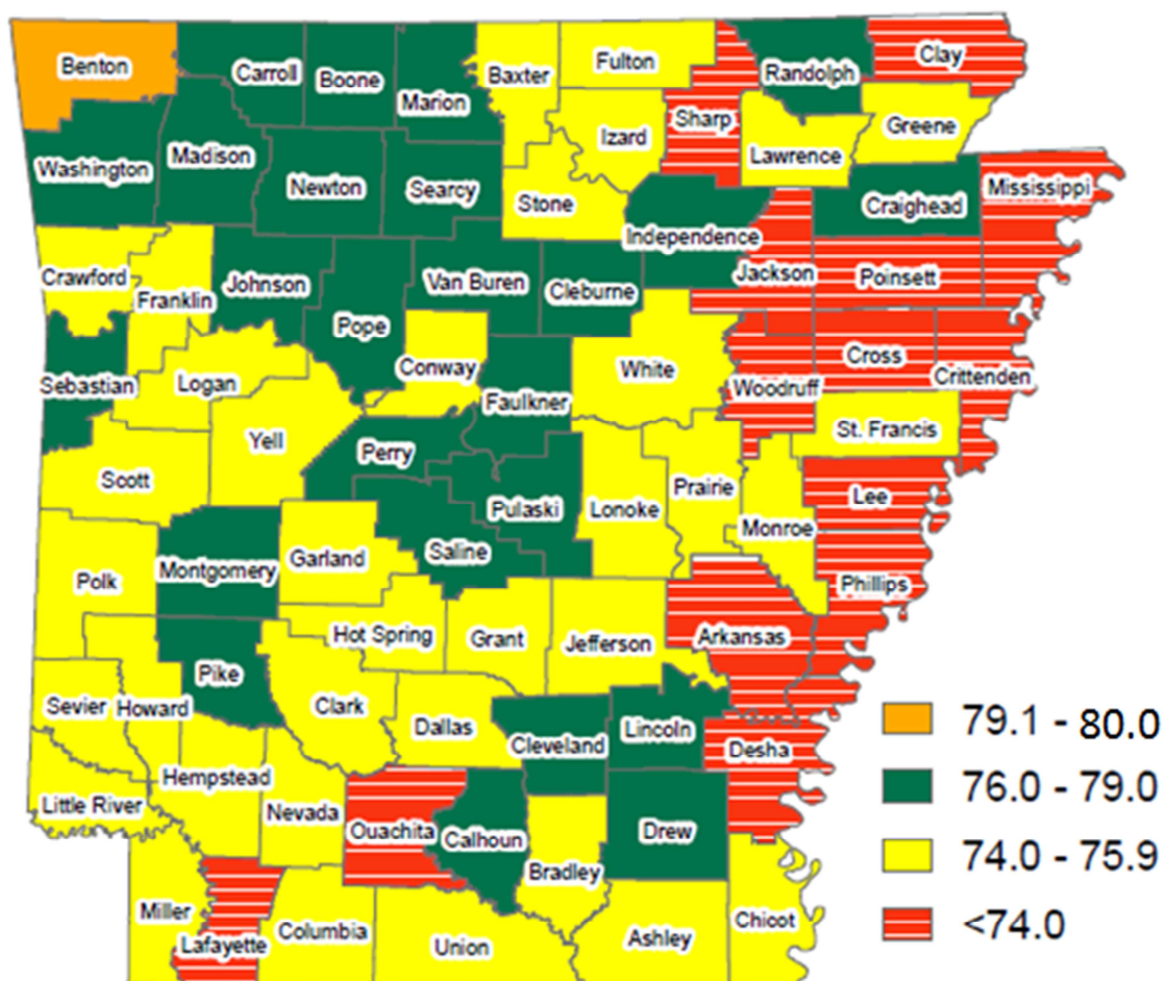 Benton
Carroll
Boone
Marion
Baxter
Fulton
Randolph
Clay
Sharp
Izard
Greene
Lawrence
Washington
Madison
Newton
Searcy
Stone
Mississippi
Craighead
Independence
Jackson
Poinsett
Crawford
Franklin
Johnson
Van Buren
Cleburne
Pope
Conway
White
Cross
Crittenden
Woodruff
Sebastian
Logan
Faulkner
St. Francis
Yell
Perry
Scott
Prairie
Lee
Pulaski
Lonoke
Monroe
Saline
Garland
Montgomery
Polk
Phillips
Hot Spring
Grant
Jefferson
Arkansas
Pike
Sevier
Howard
Clark
Dallas
Cleveland
Lincoln
Desha
Hempstead
Little River
Nevada
Ouachita
Calhoun
Drew
Bradley
Miller
Lafayette
Columbia
Union
Ashley
Chicot
79.1 - 80.0
76.0 - 79.0
74.0 - 75.9
<74.0